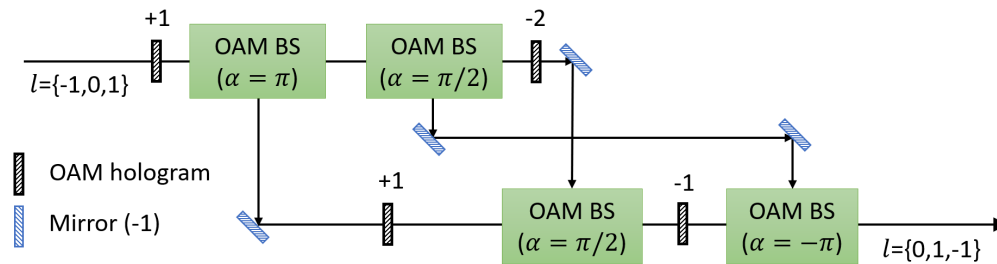 +1
-2
OAM BS
(α = π)
OAM BS
(α = π/2)
l={-1,0,1}
OAM hologram
Mirror (-1)
+1
-1
OAM BS
(α = π/2)
OAM BS
(α = −π)
l={0,1,-1}